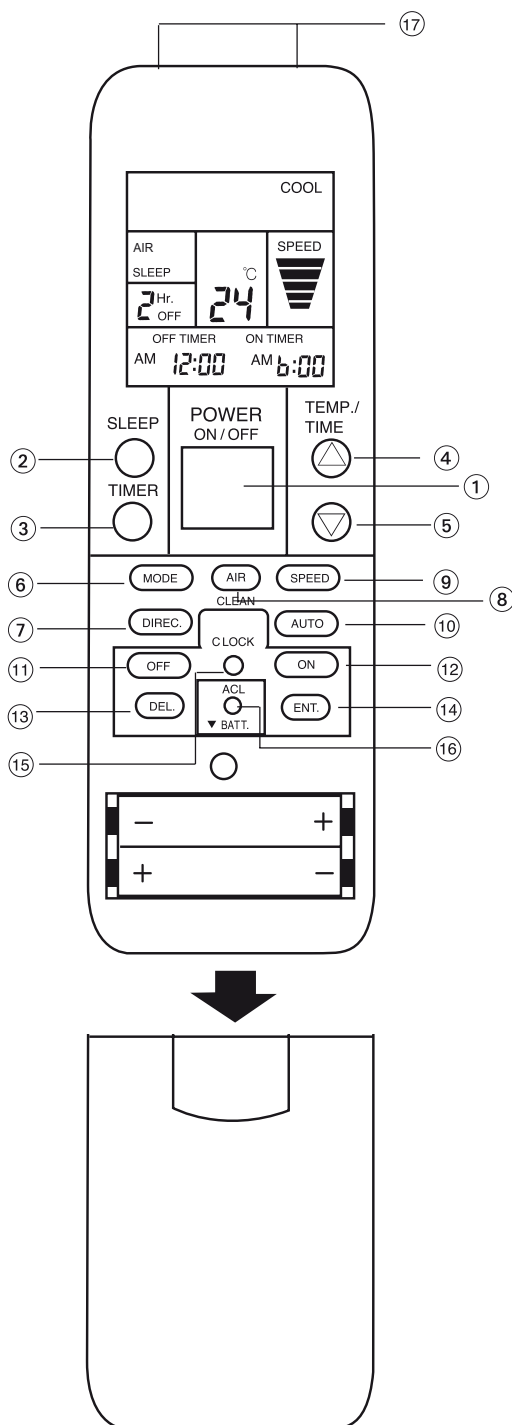 17
COOL
AIR
SLEEP
2 Hr.
OFF
°C
24
SPEED
OFF TIMER ON TIMER
AM 12:00 AM 6:00
SLEEP
POWER
ON / OFF
TEMP./
TIME
2
4
TIMER
1
3
5
6
MODE AIR SPEED
9
CLEAN
8
7
DIREC.
AUTO
10
CLOCK
11
OFF ON
12
13
DEL.
ACL
ENT.
14
▼ BATT.
15
16
− +
+ −